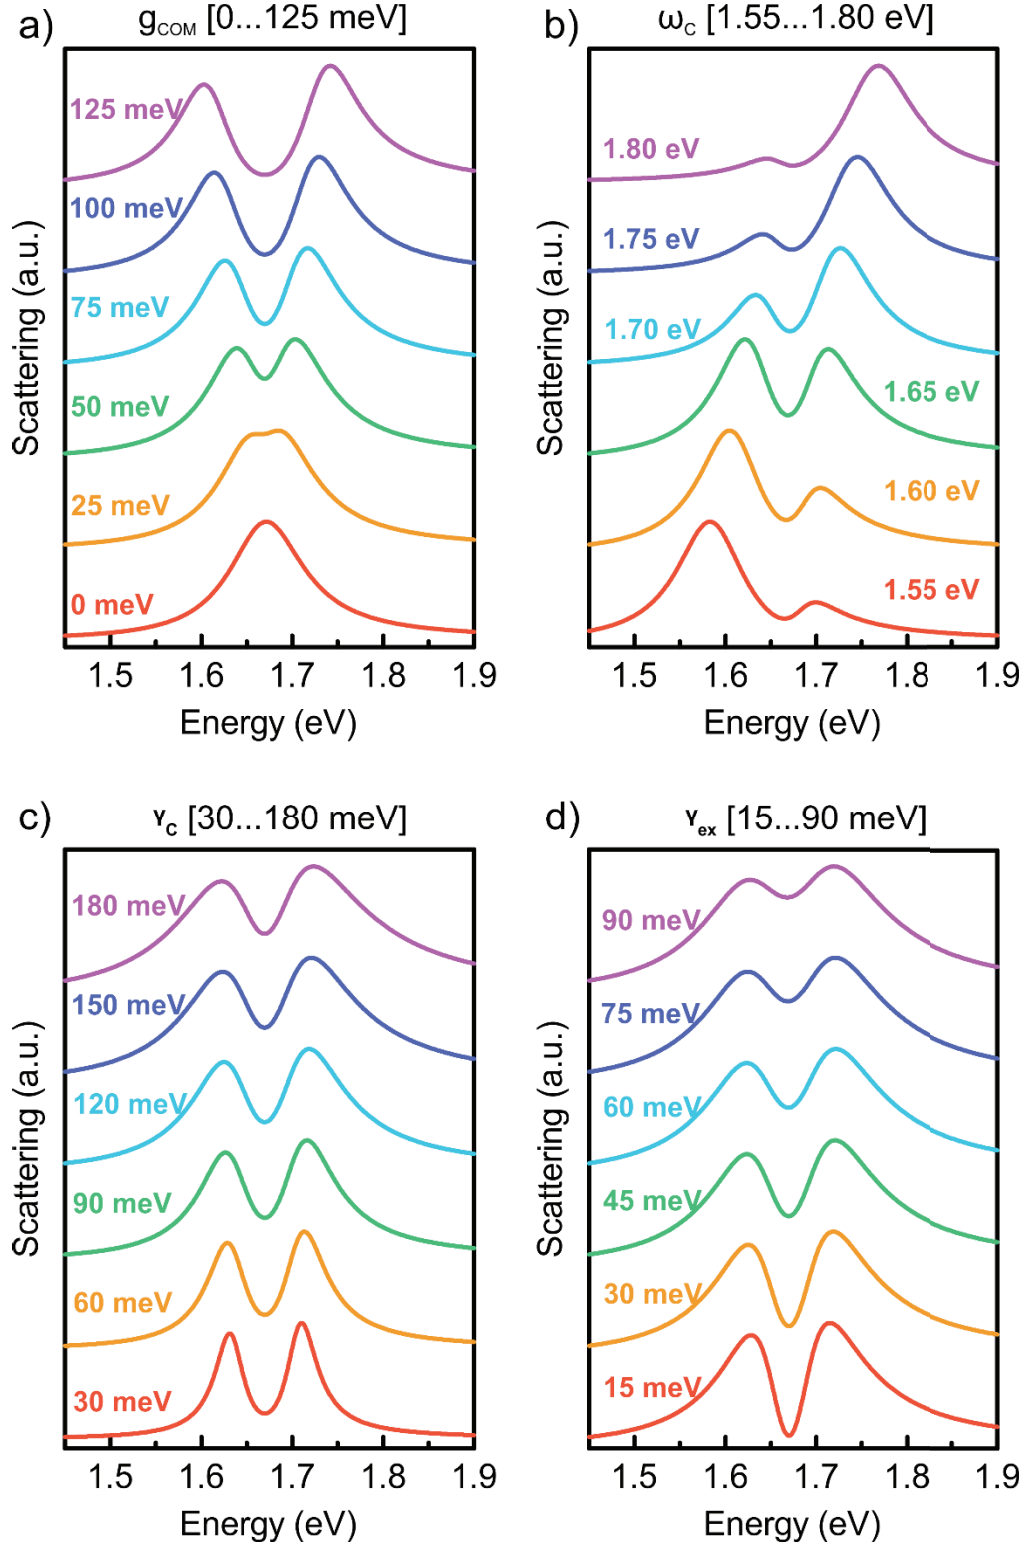 a) g_COM [0...125 meV]
125 meV
100 meV
75 meV
50 meV
25 meV
0 meV
Scattering (a.u.)
1.5 1.6 1.7 1.8 1.9
Energy (eV)
b) ω_C [1.55...1.80 eV]
1.80 eV
1.75 eV
1.70 eV
1.65 eV
1.60 eV
1.55 eV
Scattering (a.u.)
1.5 1.6 1.7 1.8 1.9
Energy (eV)
c) γ_C [30...180 meV]
180 meV
150 meV
120 meV
90 meV
60 meV
30 meV
Scattering (a.u.)
1.5 1.6 1.7 1.8 1.9
Energy (eV)
d) γ_ex [15...90 meV]
90 meV
75 meV
60 meV
45 meV
30 meV
15 meV
Scattering (a.u.)
1.5 1.6 1.7 1.8 1.9
Energy (eV)